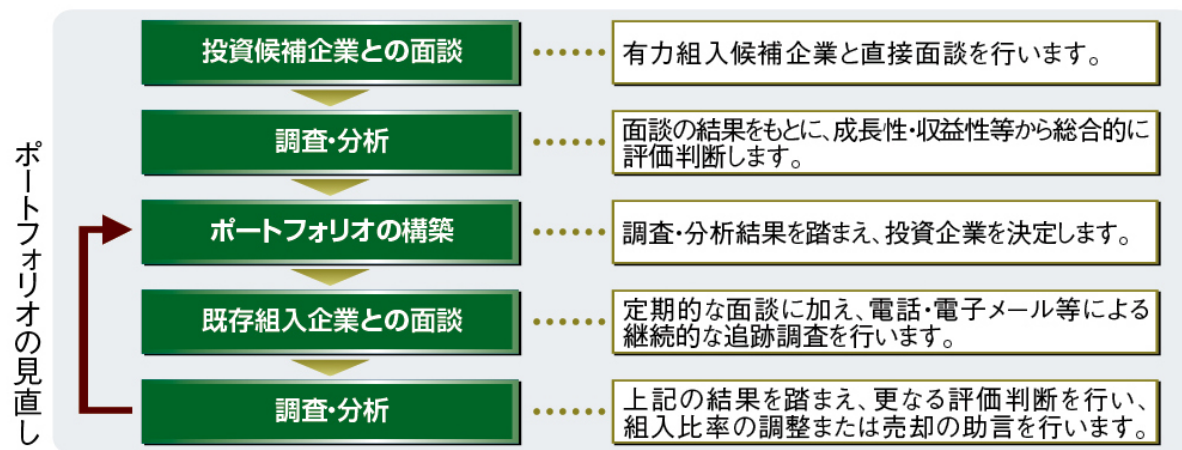 投資候補企業との面談
有力組入候補企業と直接面談を行います。
調査・分析
面談の結果をもとに、成長性・収益性等から総合的に
評価判断します。
ポートフォリオの構築
調査・分析結果を踏まえ、投資企業を決定します。
既存組入企業との面談
定期的な面談に加え、電話・電子メール等による
継続的な追跡調査を行います。
調査・分析
上記の結果を踏まえ、更なる評価判断を行い、
組入比率の調整または売却の助言を行います。
ポートフォリオの見直し